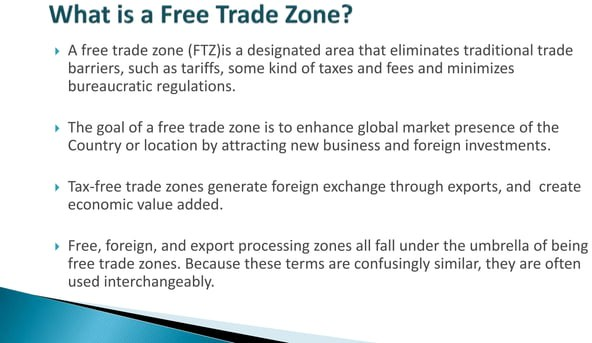 What is a Free Trade Zone?
A free trade zone (FTZ)is a designated area that eliminates traditional trade
barriers, such as tariffs, some kind of taxes and fees and minimizes
bureaucratic regulations.
The goal of a free trade zone is to enhance global market presence of the
Country or location by attracting new business and foreign investments.
Tax-free trade zones generate foreign exchange through exports, and  create
economic value added.
Free, foreign, and export processing zones all fall under the umbrella of being
free trade zones. Because these terms are confusingly similar, they are often
used interchangeably.